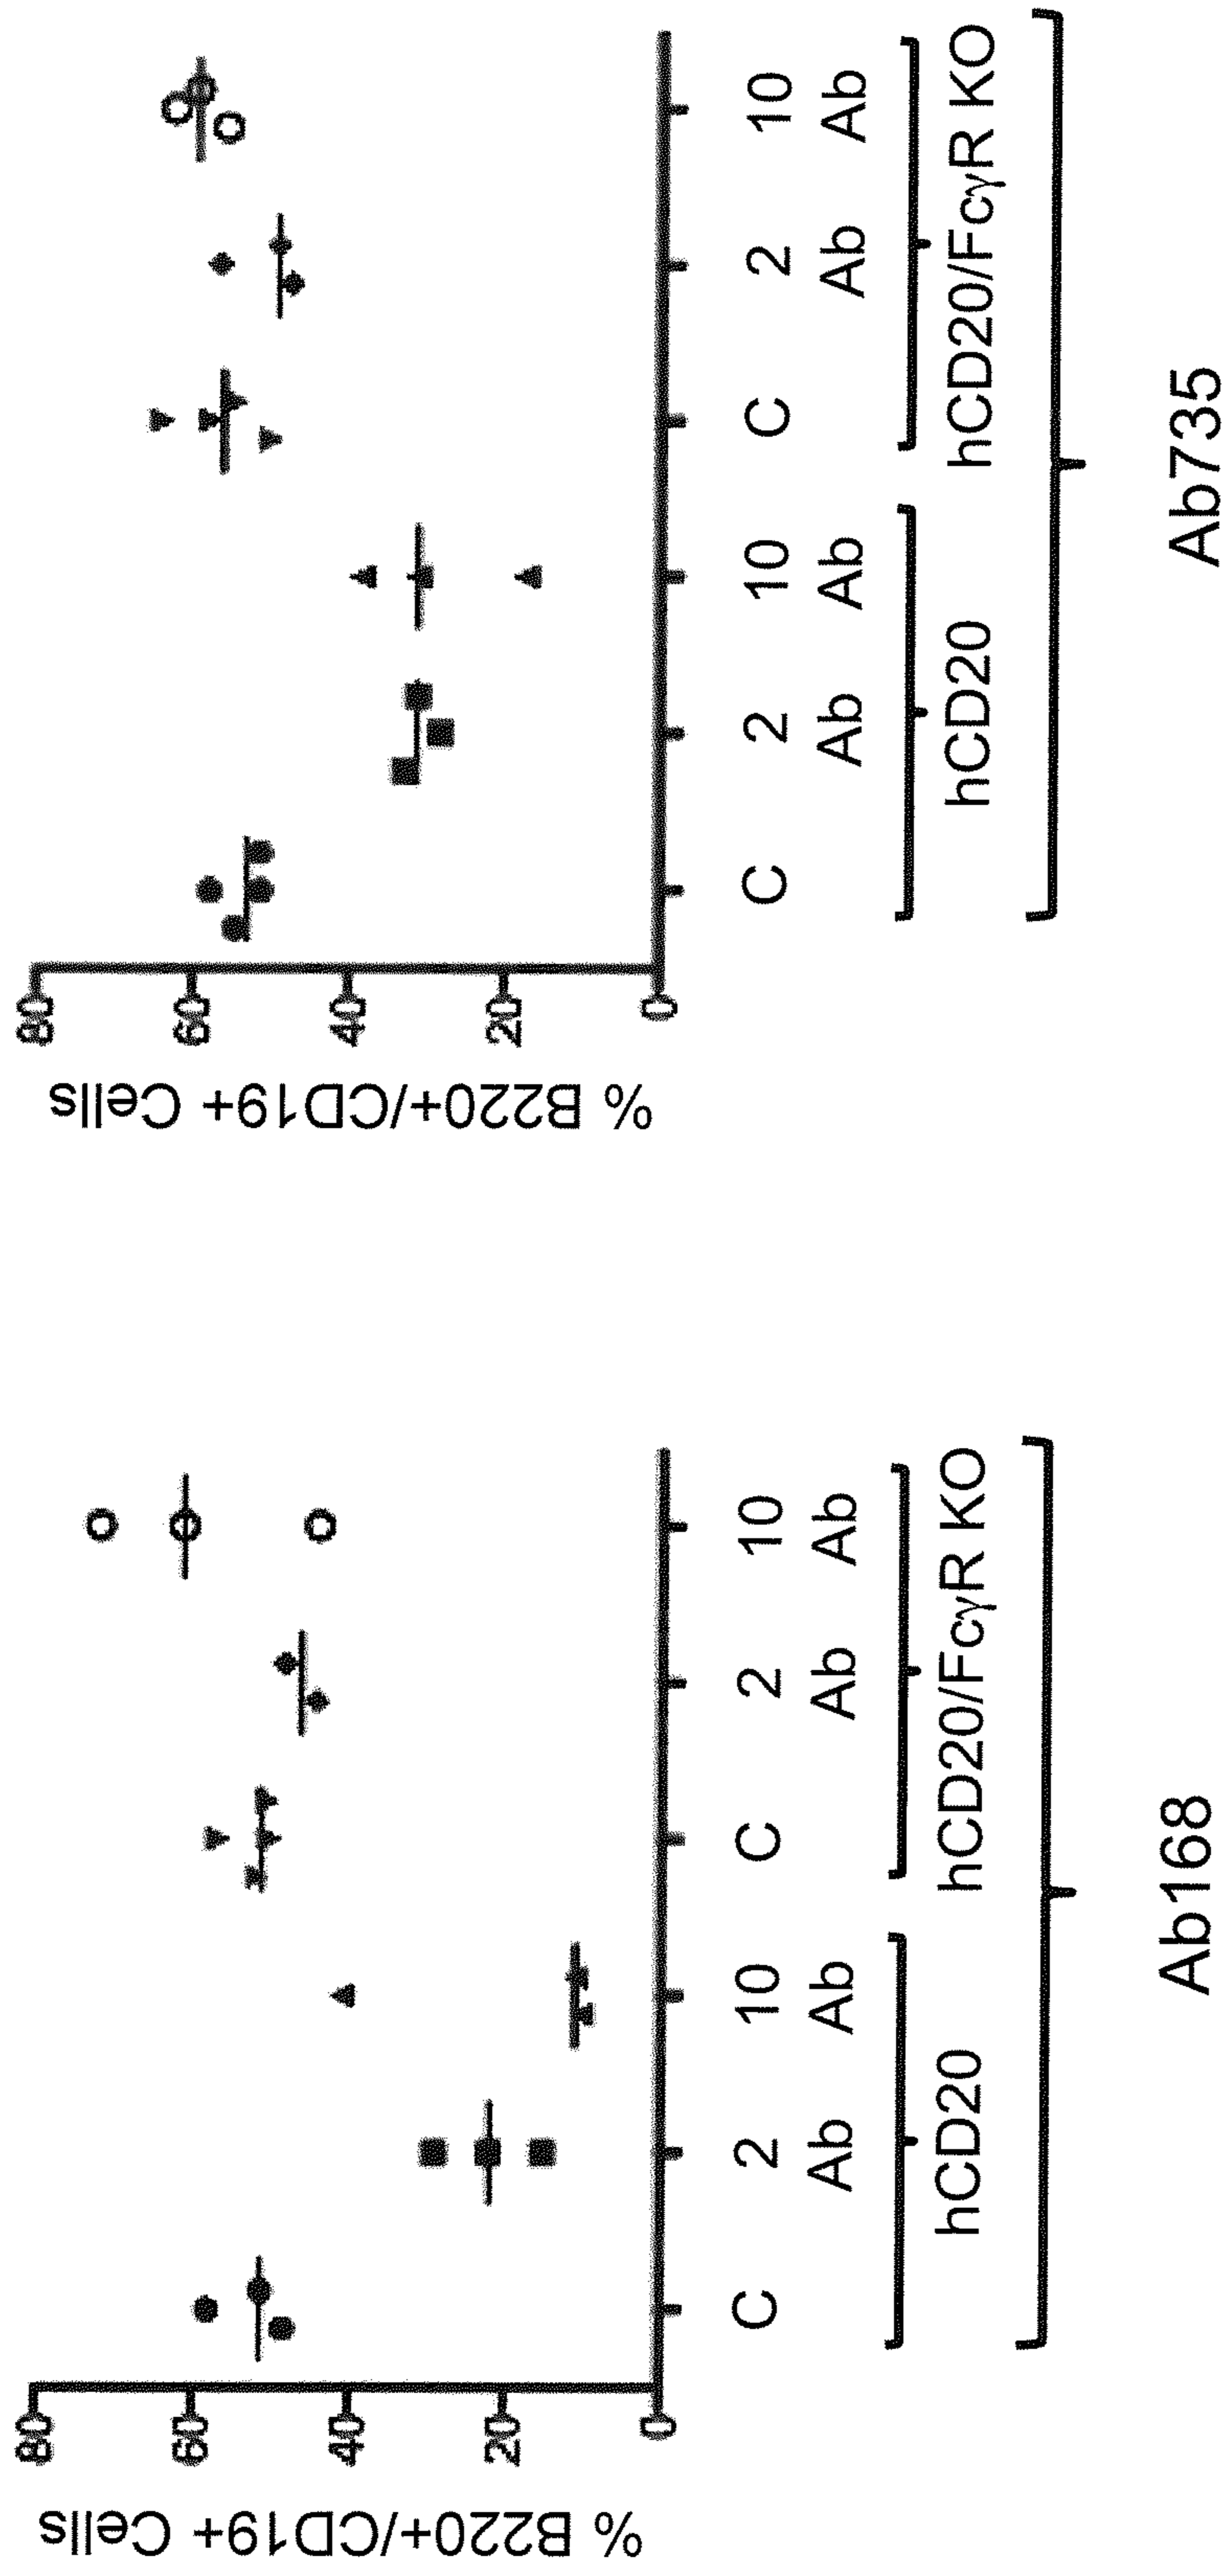 % B220+/CD19+ Cells
80
60
40
20
0
C 2 10 C 2 10
Ab Ab Ab Ab
hCD20 hCD20/FcγR KO
Ab168
% B220+/CD19+ Cells
80
60
40
20
0
C 2 10 C 2 10
Ab Ab Ab Ab
hCD20 hCD20/FcγR KO
Ab735